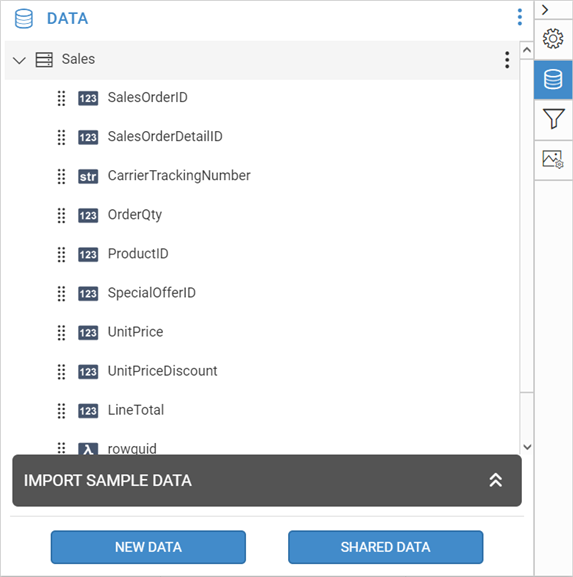 DATA
Sales
123 SalesOrderID
123 SalesOrderDetailID
str CarrierTrackingNumber
123 OrderQty
123 ProductID
123 SpecialOfferID
123 UnitPrice
123 UnitPriceDiscount
123 LineTotal
λ rowguid
IMPORT SAMPLE DATA
NEW DATA SHARED DATA